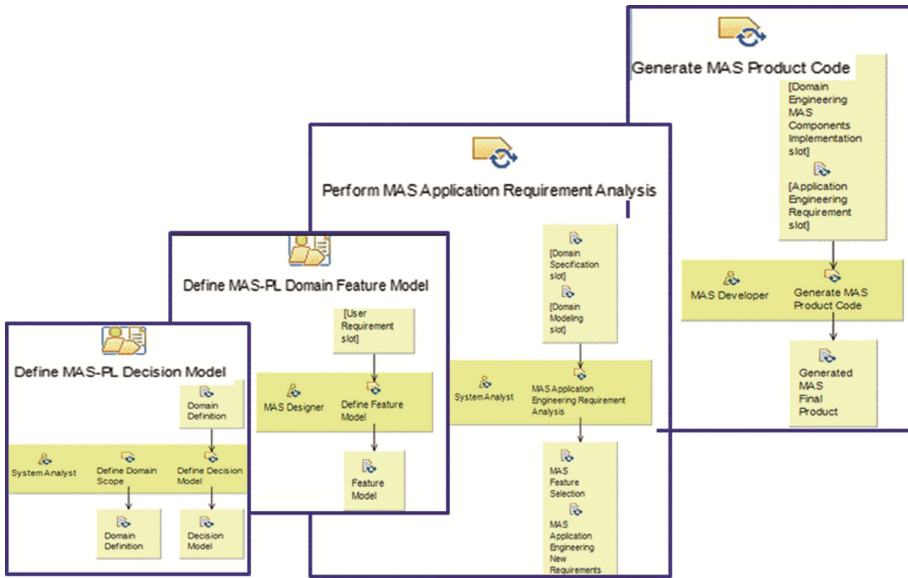 Generate MAS Product Code
[Domain
Engineering
MAS
Components
Implementation
slot]
[Application
Engineering
Requirement
slot]
MAS Developer
Generate MAS
Product Code
Generated
MAS
Final
Product
Perform MAS Application Requirement Analysis
[Domain
Specification
slot]
[Domain
Modeling
slot]
System Analyst
MAS Application
Engineering Requirement
Analysis
MAS
Feature
Selection
MAS
Application
Engineering
New
Requirements
Define MAS-PL Domain Feature Model
[User
Requirement
slot]
MAS Designer
Define Feature
Model
Feature
Model
Define MAS-PL Decision Model
Domain
Definition
System Analyst
Define Domain
Scope
Define Decision
Model
Domain
Definition
Decision
Model